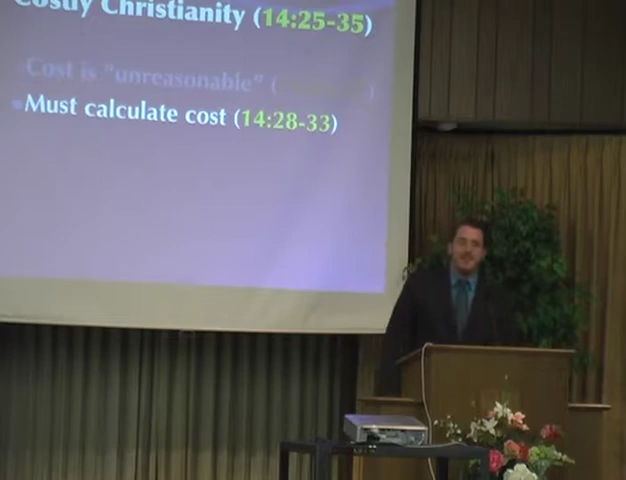 Costly Christianity (14:25-35)
Cost is "unreasonable" (
Must calculate cost (14:28-33)